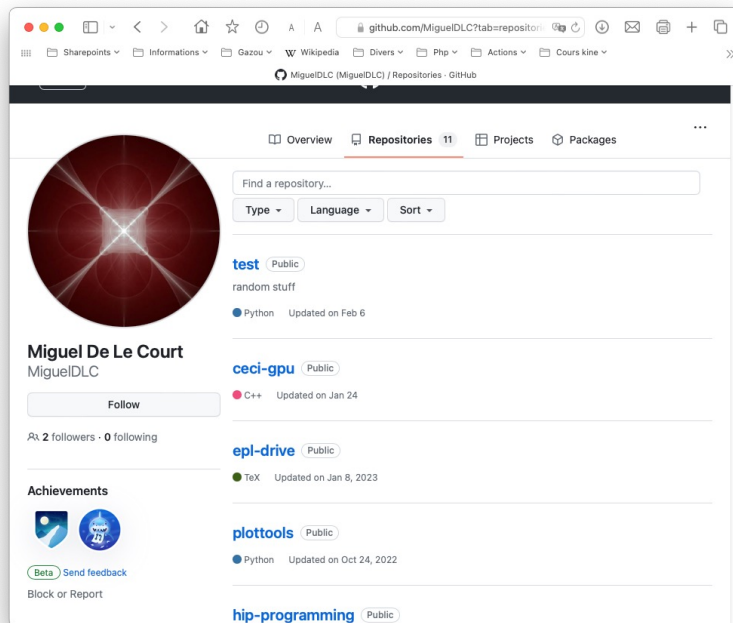 A A github.com/MiguelDLC?tab=repositori
Sharepoints Informations Gazou W Wikipedia Divers Php Actions Cours kine
MiguelDLC (MiguelDLC) / Repositories · GitHub
Overview Repositories 11 Projects Packages
Find a repository...
Type Language Sort
test Public
random stuff
Python Updated on Feb 6
Miguel De Le Court
MiguelDLC
Follow
2 followers · 0 following
Achievements
Beta Send feedback
Block or Report
ceci-gpu Public
C++ Updated on Jan 24
epl-drive Public
TeX Updated on Jan 8, 2023
plottools Public
Python Updated on Oct 24, 2022
hip-programming Public